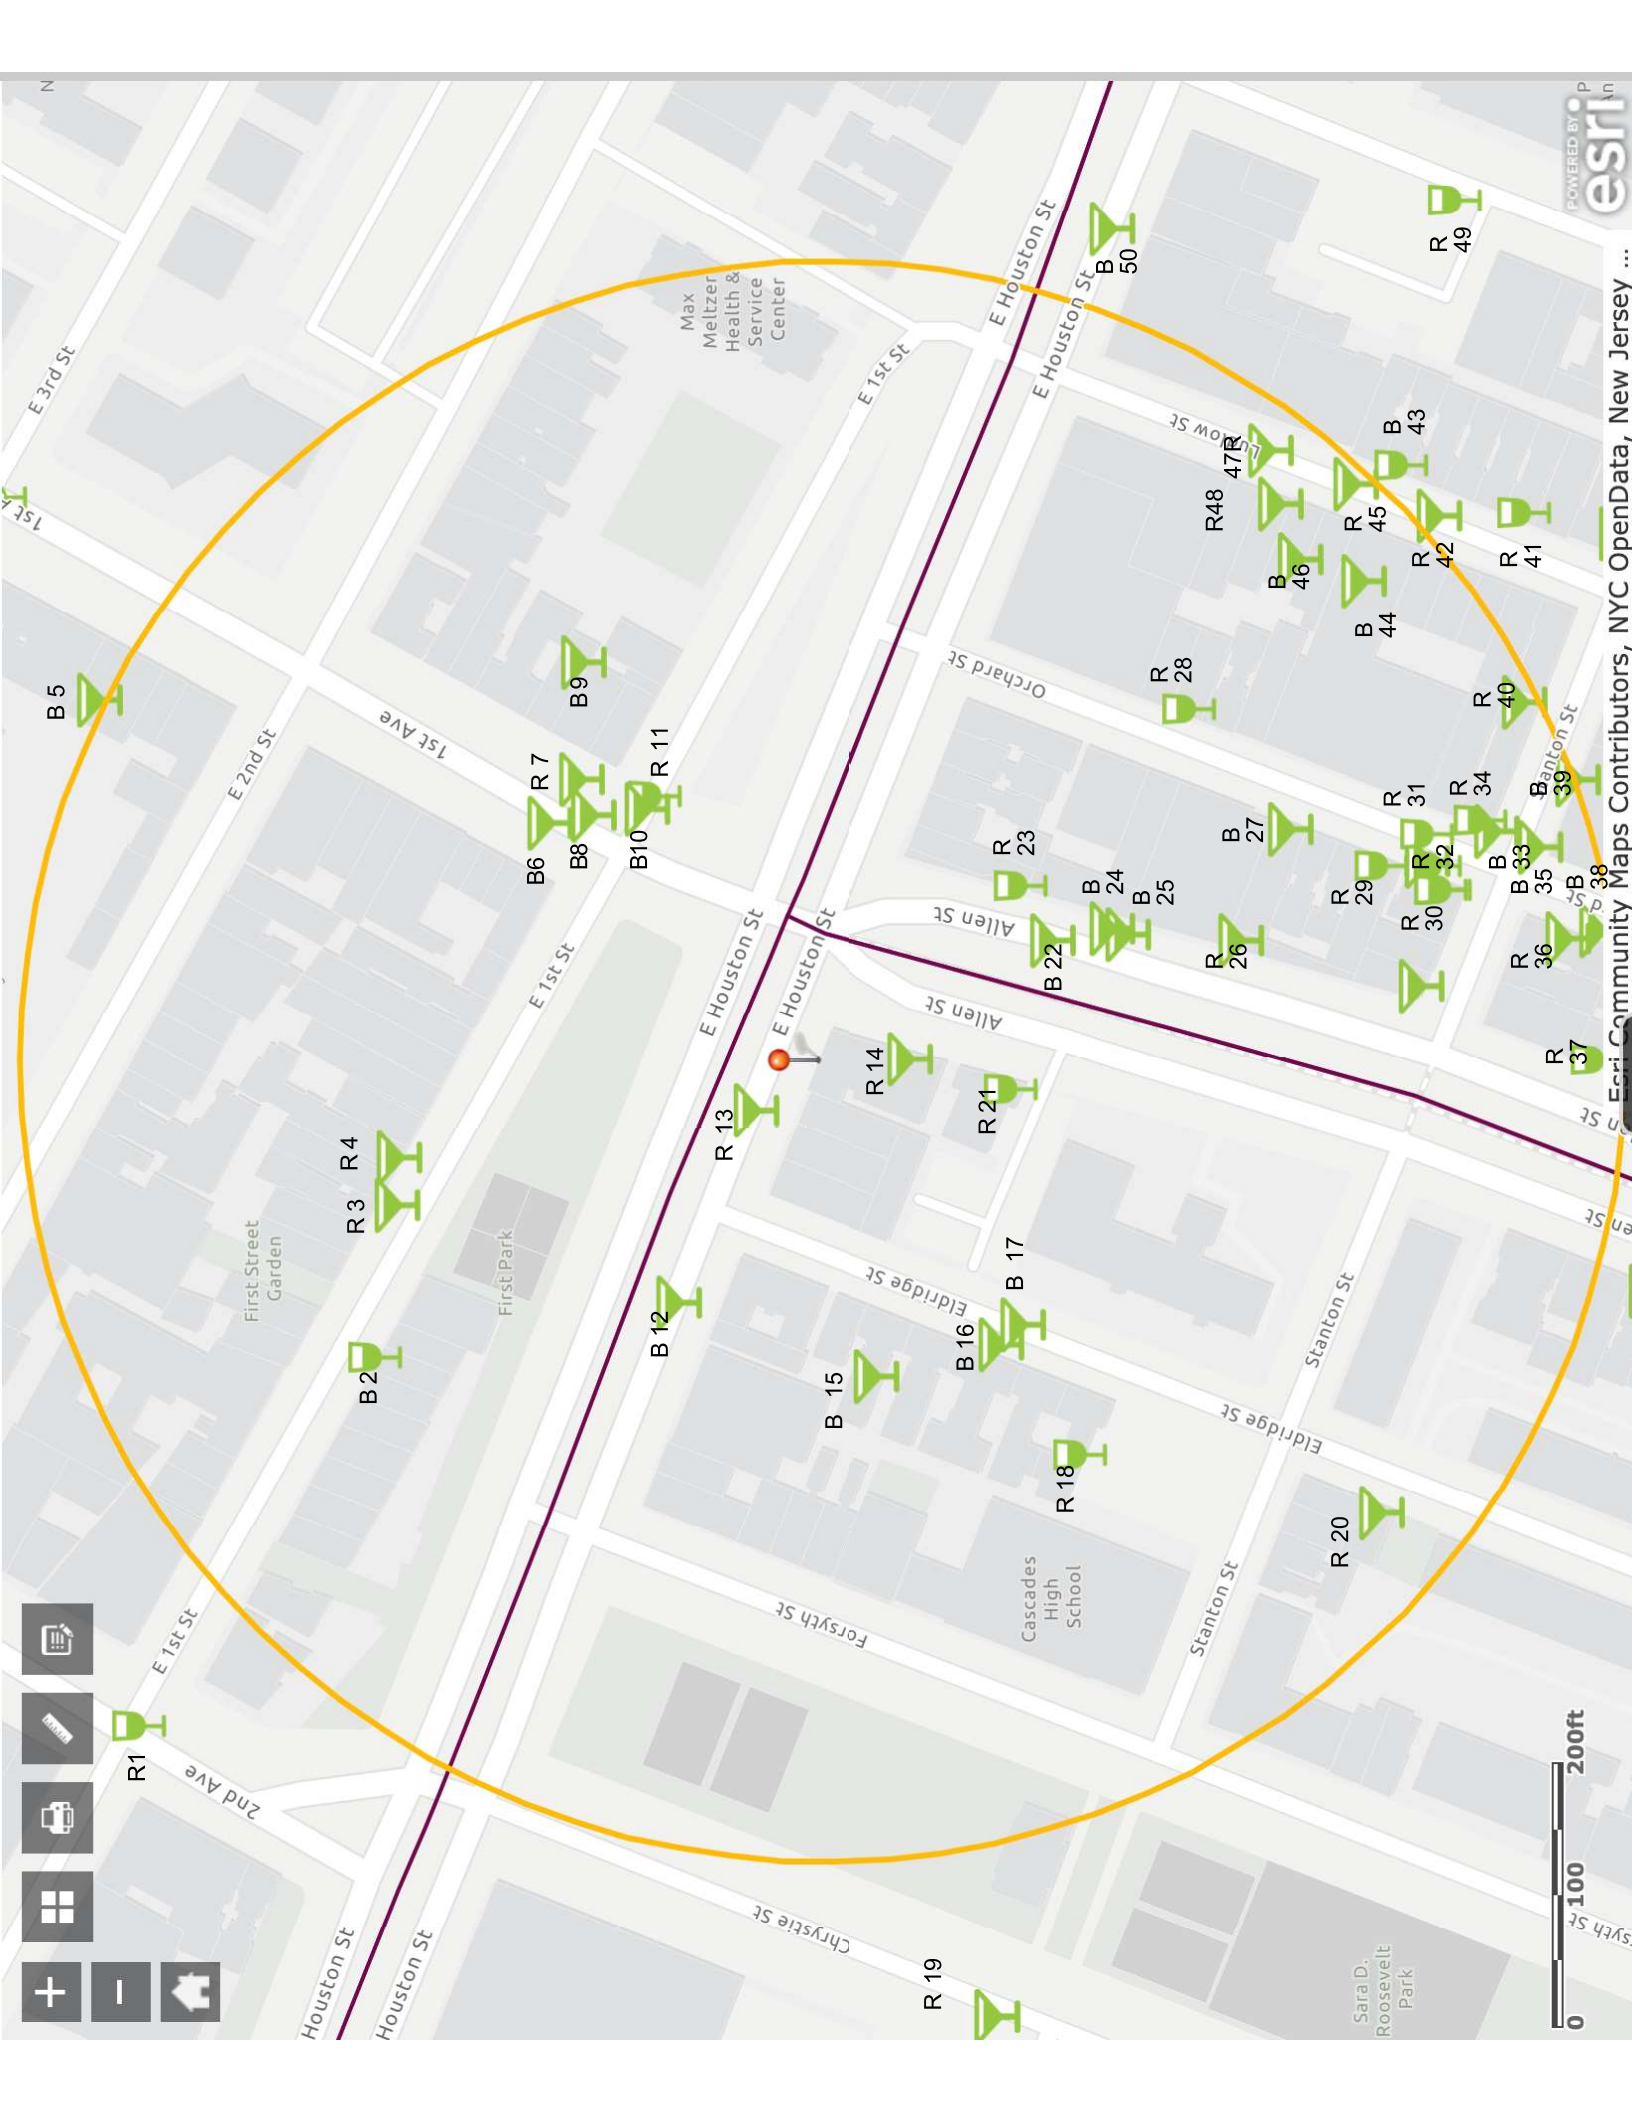 N
E 3rd St
1st A
1st Ave
E 2nd St
E 1st St
E 1st St
E 1st St
2nd Ave
Max
Meltzer
Health &
Service
Center
First Street
Garden
First Park
E Houston St
E Houston St
E Houston St
E Houston St
Houston St
Houston St
Ludlow St
Orchard St
Allen St
Allen St
Eldridge St
Eldridge St
Forsyth St
Chrystie St
Stanton St
Stanton St
Stanton St
Cascades
High
School
Sara D.
Roosevelt
Park
syth St
en St
R1
B 2
R 3
R 4
B 5
B6
R 7
B8
B9
B10
R 11
B 12
R 13
R 14
B 15
B 16
B 17
R 18
R 19
R 20
R 21
B 22
R
23
B
24
B
25
R
26
B
27
R
28
R
29
R
30
R
31
R
32
B
33
R
34
B
35
R
36
R
37
B
38
B
39
R
40
R
41
R
42
B
43
B
44
R
45
B
46
47R
R48
R
49
B
50
+
−
0
100
200ft
POWERED BY
esri
P
An
Esri Community Maps Contributors, NYC OpenData, New Jersey ...